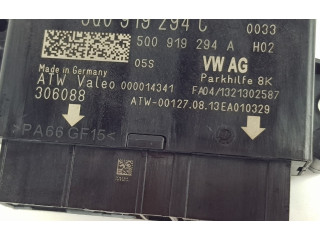 5Q0 919 294 C 0033
5Q0 919 294 A H02
05S VW AG
Made in Germany Parkhilfe 8K
ATW Valeo 000014341 FA04/1321302587
306088 ATW-00127.08.13EA010329
>PA66 GF15<